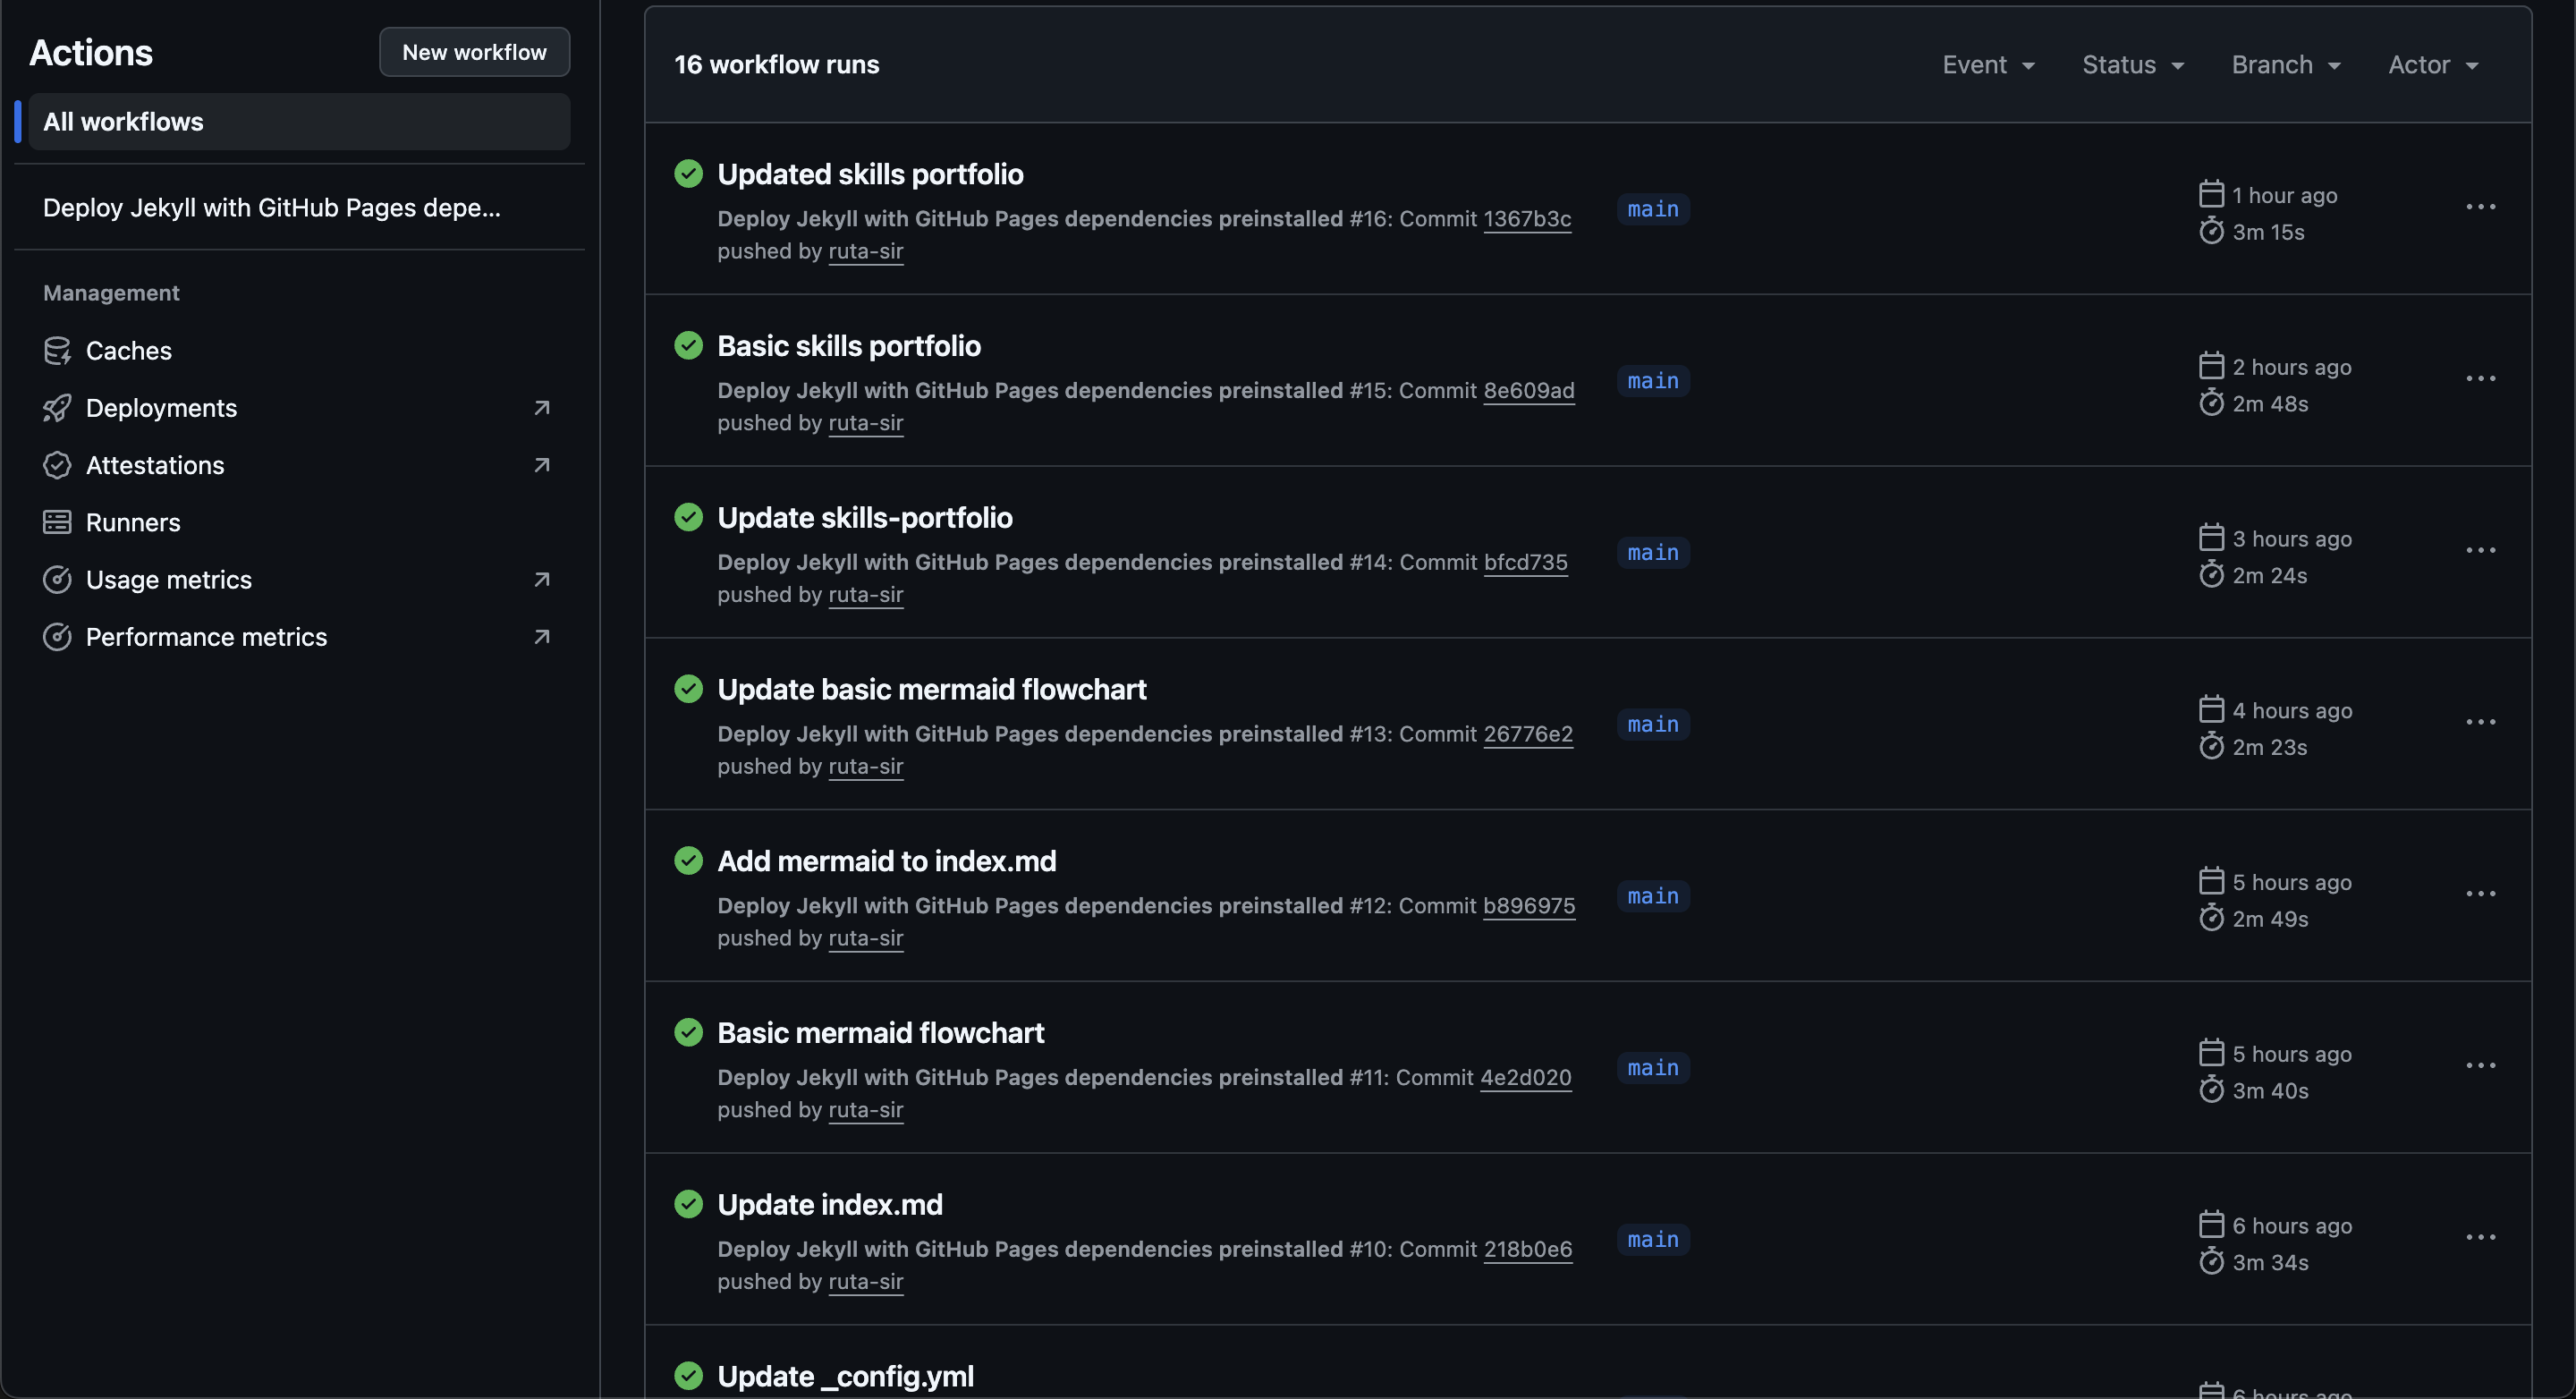 Actions
New workflow
All workflows
Deploy Jekyll with GitHub Pages depe...
Management
Caches
Deployments
Attestations
Runners
Usage metrics
Performance metrics
16 workflow runs
Event
Status
Branch
Actor
Updated skills portfolio
Deploy Jekyll with GitHub Pages dependencies preinstalled #16: Commit 1367b3c
pushed by ruta-sir
main
1 hour ago
3m 15s
Basic skills portfolio
Deploy Jekyll with GitHub Pages dependencies preinstalled #15: Commit 8e609ad
pushed by ruta-sir
main
2 hours ago
2m 48s
Update skills-portfolio
Deploy Jekyll with GitHub Pages dependencies preinstalled #14: Commit bfcd735
pushed by ruta-sir
main
3 hours ago
2m 24s
Update basic mermaid flowchart
Deploy Jekyll with GitHub Pages dependencies preinstalled #13: Commit 26776e2
pushed by ruta-sir
main
4 hours ago
2m 23s
Add mermaid to index.md
Deploy Jekyll with GitHub Pages dependencies preinstalled #12: Commit b896975
pushed by ruta-sir
main
5 hours ago
2m 49s
Basic mermaid flowchart
Deploy Jekyll with GitHub Pages dependencies preinstalled #11: Commit 4e2d020
pushed by ruta-sir
main
5 hours ago
3m 40s
Update index.md
Deploy Jekyll with GitHub Pages dependencies preinstalled #10: Commit 218b0e6
pushed by ruta-sir
main
6 hours ago
3m 34s
Update _config.yml
6 hours ago